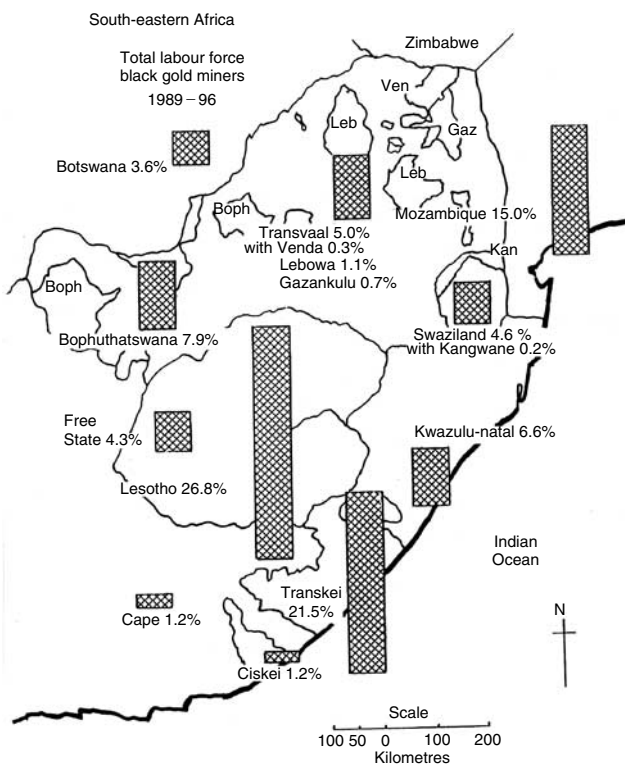 South-eastern Africa
Total labour force
black gold miners
1989 – 96
Zimbabwe
Ven
Leb
Gaz
Botswana 3.6%
Leb
Boph
Mozambique 15.0%
Transvaal 5.0%
with Venda 0.3%
Lebowa 1.1%
Gazankulu 0.7%
Kan
Boph
Bophuthatswana 7.9%
Swaziland 4.6 %
with Kangwane 0.2%
Free
State 4.3%
Kwazulu-natal 6.6%
Lesotho 26.8%
Indian
Ocean
Transkei
21.5%
Cape 1.2%
N
Ciskei 1.2%
Scale
100 50 0 100 200
Kilometres